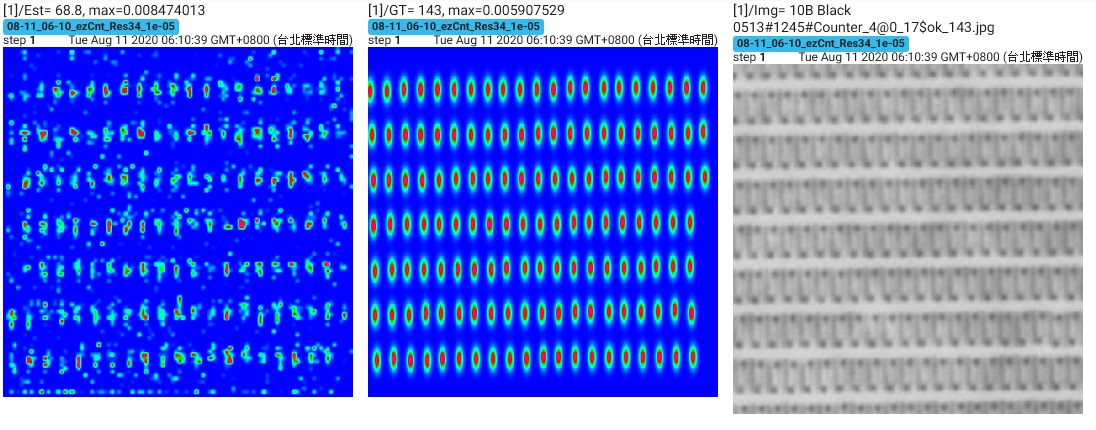 [1]/Est= 68.8, max=0.008474013
08-11_06-10_ezCnt_Res34_1e-05
step 1 Tue Aug 11 2020 06:10:39 GMT+0800 (台北標準時間)
[1]/GT= 143, max=0.005907529
08-11_06-10_ezCnt_Res34_1e-05
step 1 Tue Aug 11 2020 06:10:39 GMT+0800 (台北標準時間)
[1]/Img= 10B Black
0513#1245#Counter_4@0_17$ok_143.jpg
08-11_06-10_ezCnt_Res34_1e-05
step 1 Tue Aug 11 2020 06:10:39 GMT+0800 (台北標準時間)